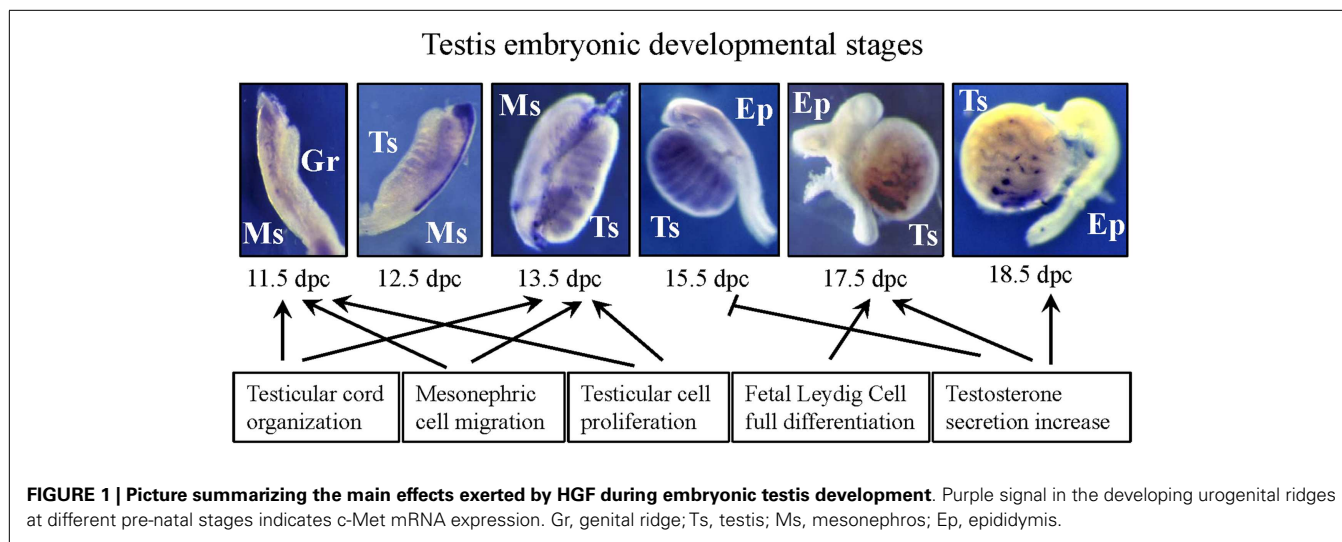 Testis embryonic developmental stages
Gr
Ms
Ts
Ms
Ms
Ts
Ep
Ts
Ep
Ts
Ts
Ep
11.5 dpc
12.5 dpc
13.5 dpc
15.5 dpc
17.5 dpc
18.5 dpc
Testicular cord
organization
Mesonephric
cell migration
Testicular cell
proliferation
Fetal Leydig Cell
full differentiation
Testosterone
secretion increase
FIGURE 1 | Picture summarizing the main effects exerted by HGF during embryonic testis development. Purple signal in the developing urogenital ridges
at different pre-natal stages indicates c-Met mRNA expression. Gr, genital ridge; Ts, testis; Ms, mesonephros; Ep, epididymis.